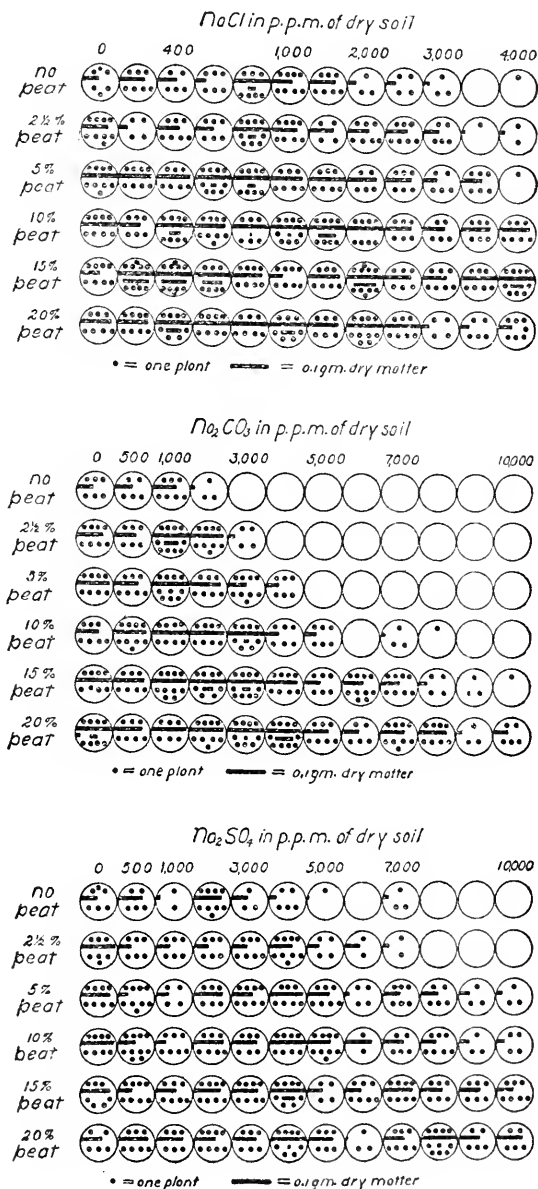 NaCl in p.p.m. of dry soil
0 400 1,000 2,000 3,000 4,000
no
peat
2½ %
peat
5%
peat
10%
peat
15%
peat
20%
peat
• = one plant = 0.1 gm. dry matter
Na₂CO₃ in p.p.m. of dry soil
0 500 1,000 3,000 5,000 7,000 10,000
no
peat
2½ %
peat
5%
peat
10%
peat
15%
peat
20%
peat
• = one plant = 0.1 gm. dry matter
Na₂SO₄ in p.p.m. of dry soil
0 500 1,000 3,000 5,000 7,000 10,000
no
peat
2½ %
peat
5%
peat
10%
peat
15%
peat
20%
peat
• = one plant = 0.1 gm. dry matter